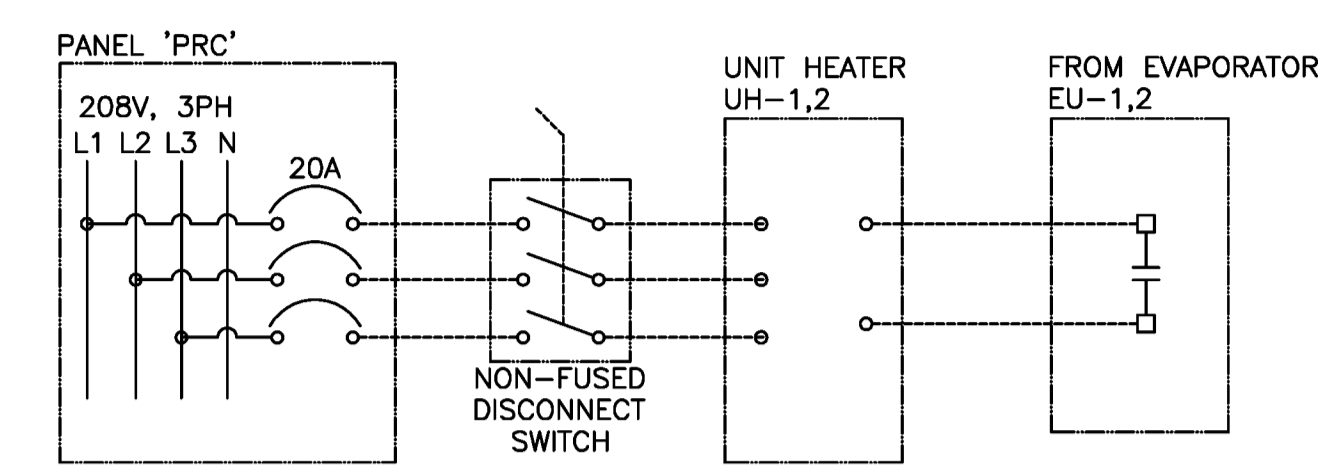 PANEL 'PRC'
208V, 3PH
L1 L2 L3 N
20A
NON-FUSED
DISCONNECT
SWITCH
UNIT HEATER
UH-1,2
FROM EVAPORATOR
EU-1,2